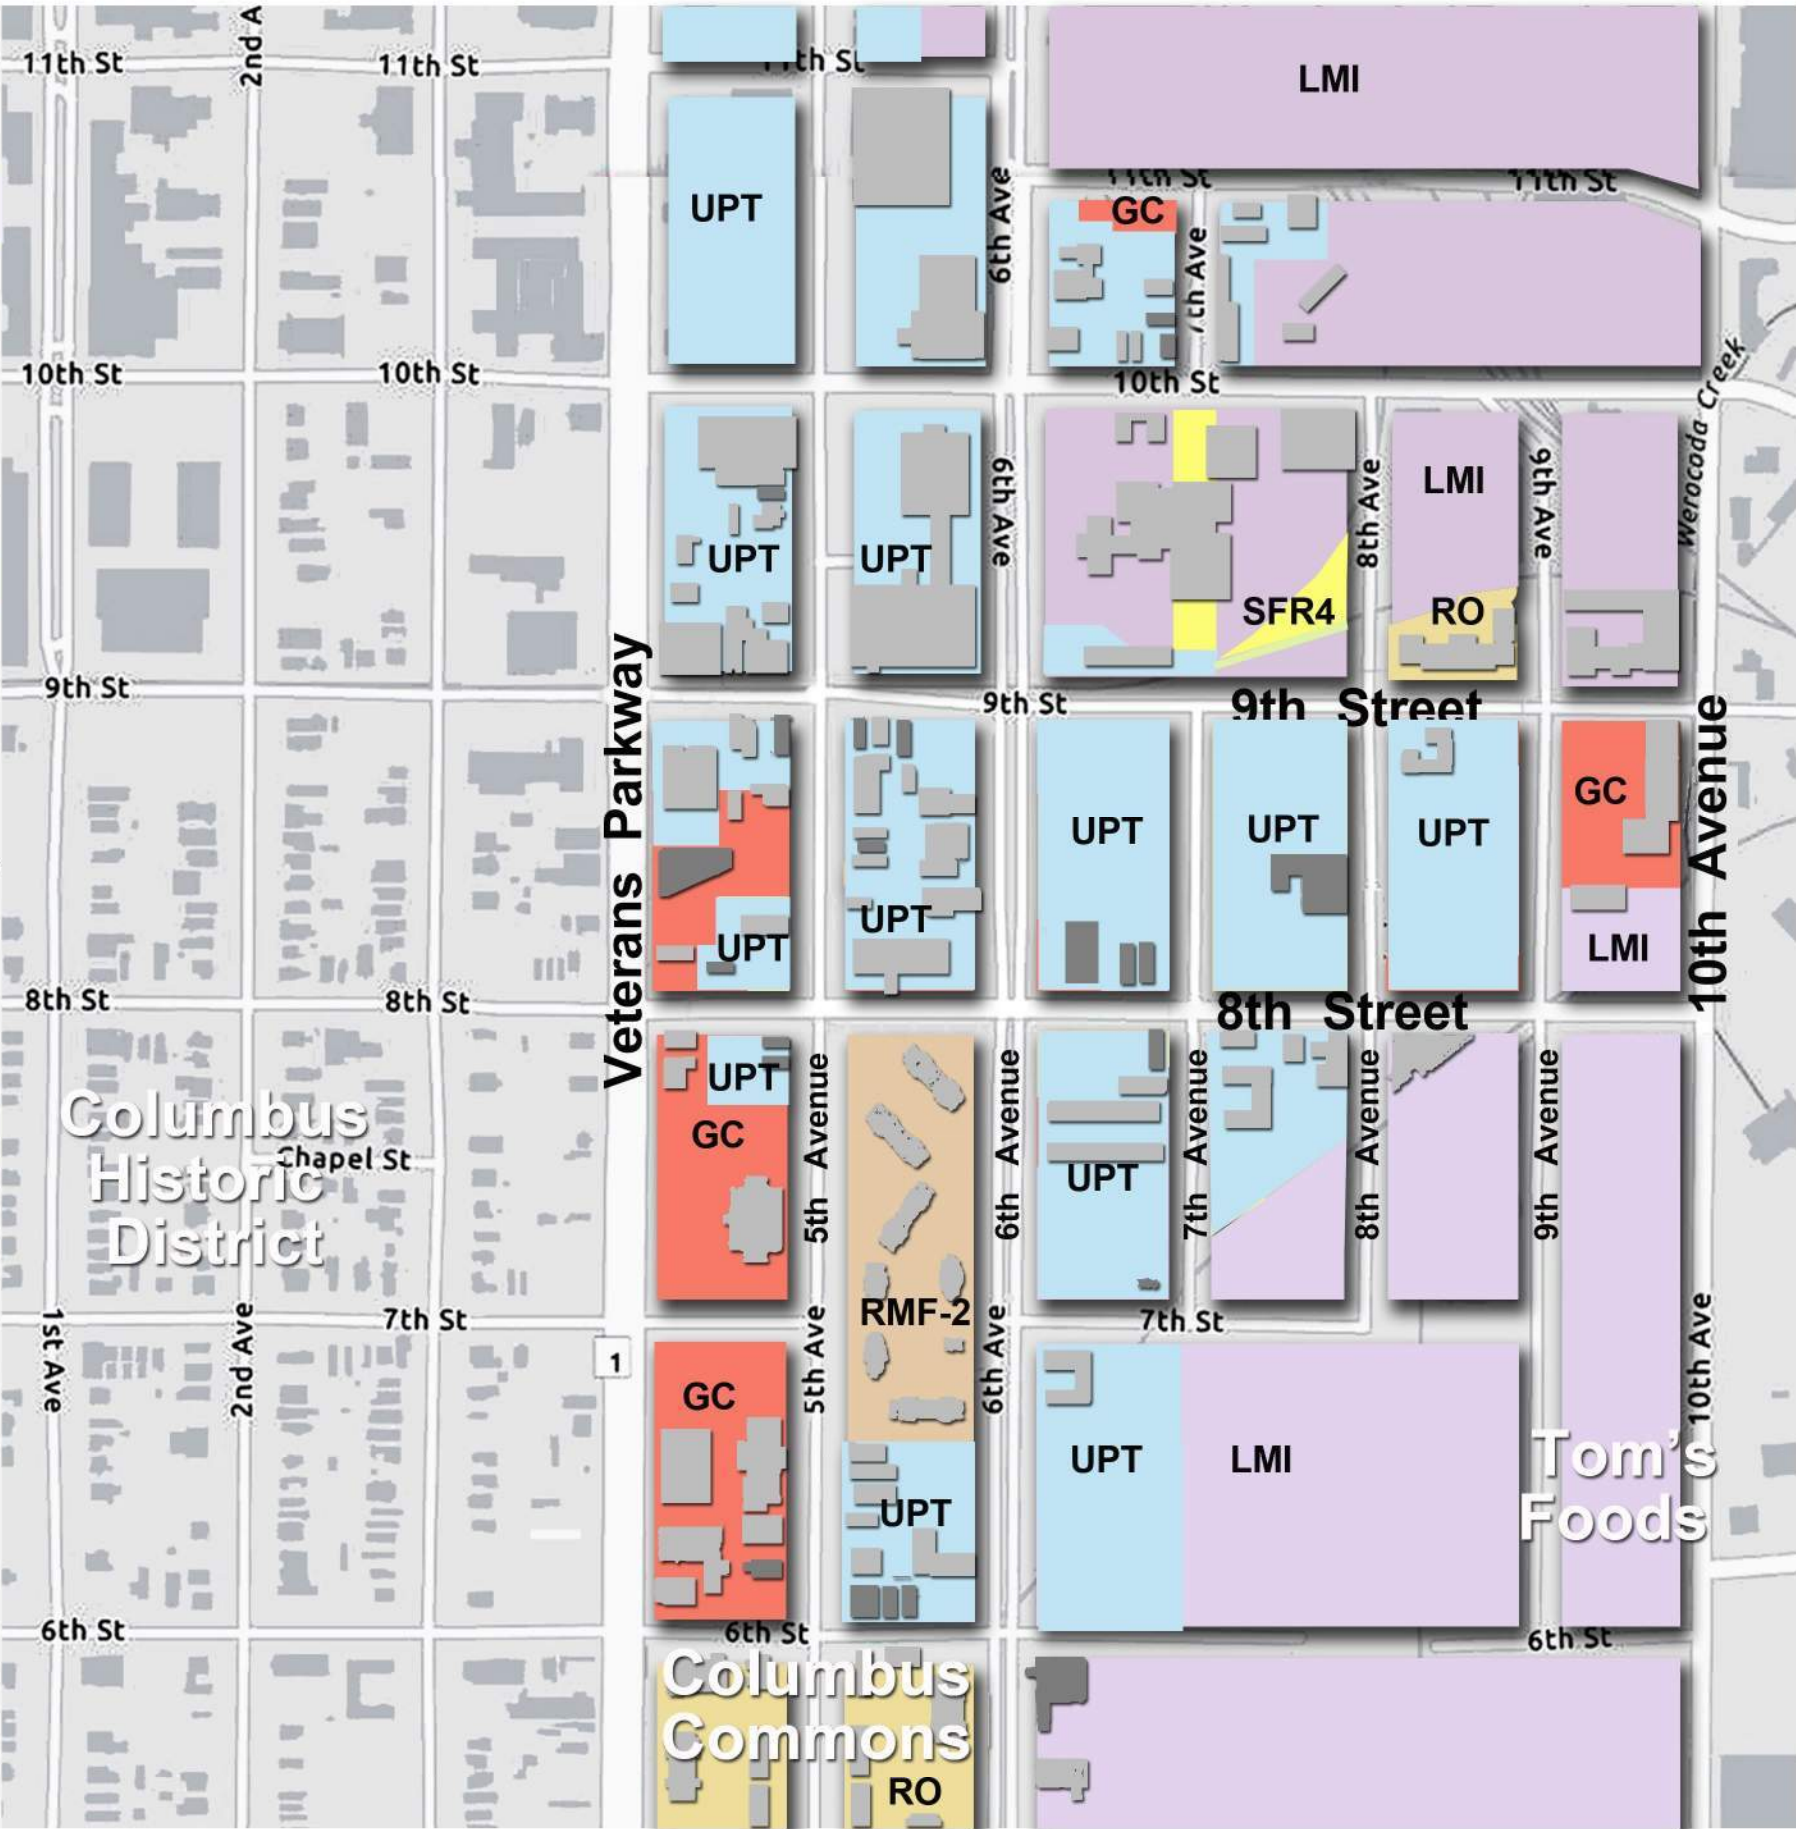 11th St
2nd A
11th St
11th St
LMI
UPT
6th Ave
11th St
11th St
GC
7th Ave
10th St
10th St
10th St
Werocoda Creek
UPT
UPT
6th Ave
SFR4
8th Ave
LMI
RO
9th Ave
9th St
9th St
9th Street
Veterans Parkway
UPT
UPT
UPT
UPT
UPT
GC
LMI
10th Avenue
8th St
8th St
8th Street
Columbus
Historic
District
Chapel St
UPT
GC
5th Avenue
6th Avenue
UPT
7th Avenue
8th Avenue
9th Avenue
RMF-2
1st Ave
2nd Ave
7th St
1
5th Ave
6th Ave
7th St
10th Ave
GC
UPT
UPT
LMI
Tom's
Foods
6th St
6th St
6th St
Columbus
Commons
RO